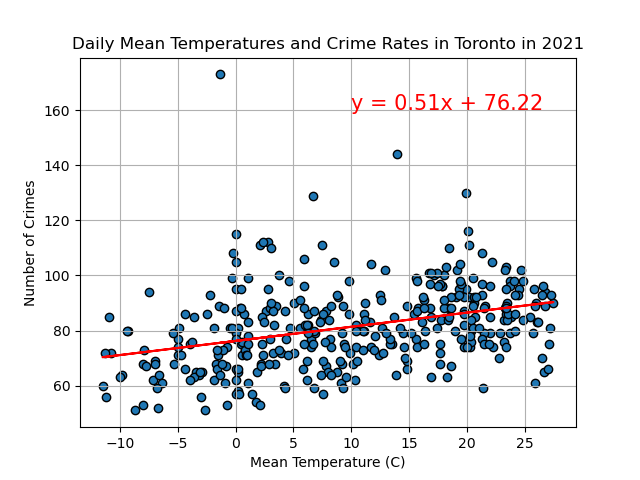 Daily Mean Temperatures and Crime Rates in Toronto in 2021
y = 0.51x + 76.22
160
140
120
100
80
60
Number of Crimes
−10 −5 0 5 10 15 20 25
Mean Temperature (C)